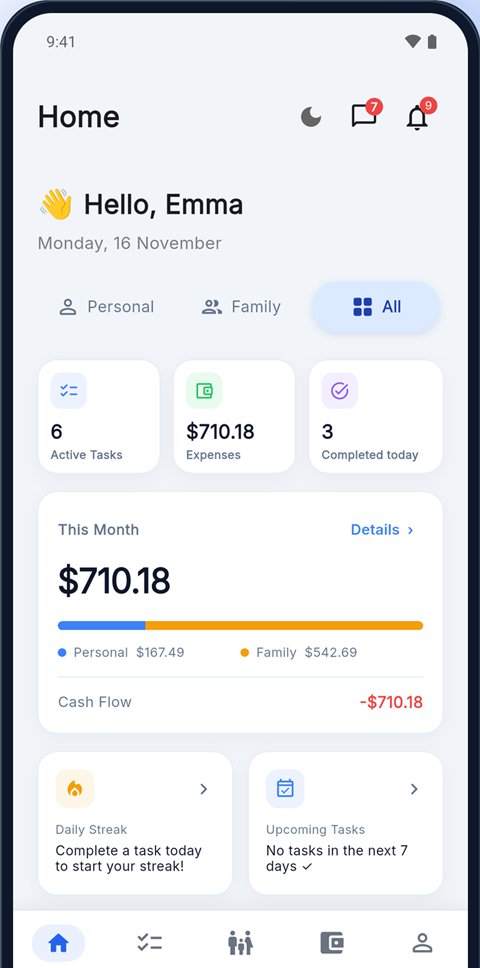 9:41
Home
7
9
👋 Hello, Emma
Monday, 16 November
Personal
Family
All
6
Active Tasks
$710.18
Expenses
3
Completed today
This Month
Details ›
$710.18
Personal $167.49
Family $542.69
Cash Flow
-$710.18
Daily Streak
Complete a task today
to start your streak!
Upcoming Tasks
No tasks in the next 7
days ✓